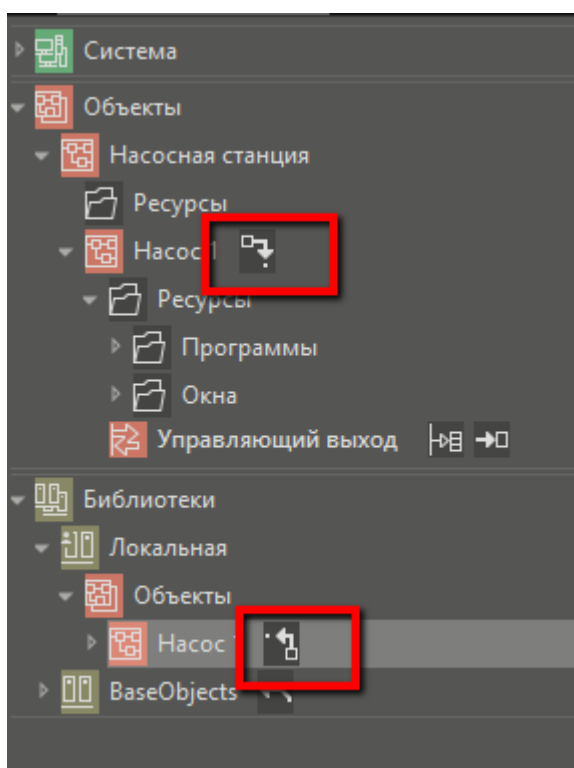 Система
Объекты
Насосная станция
Ресурсы
Насос 1
Ресурсы
Программы
Окна
Управляющий выход
Библиотеки
Локальная
Объекты
Насос
BaseObjects